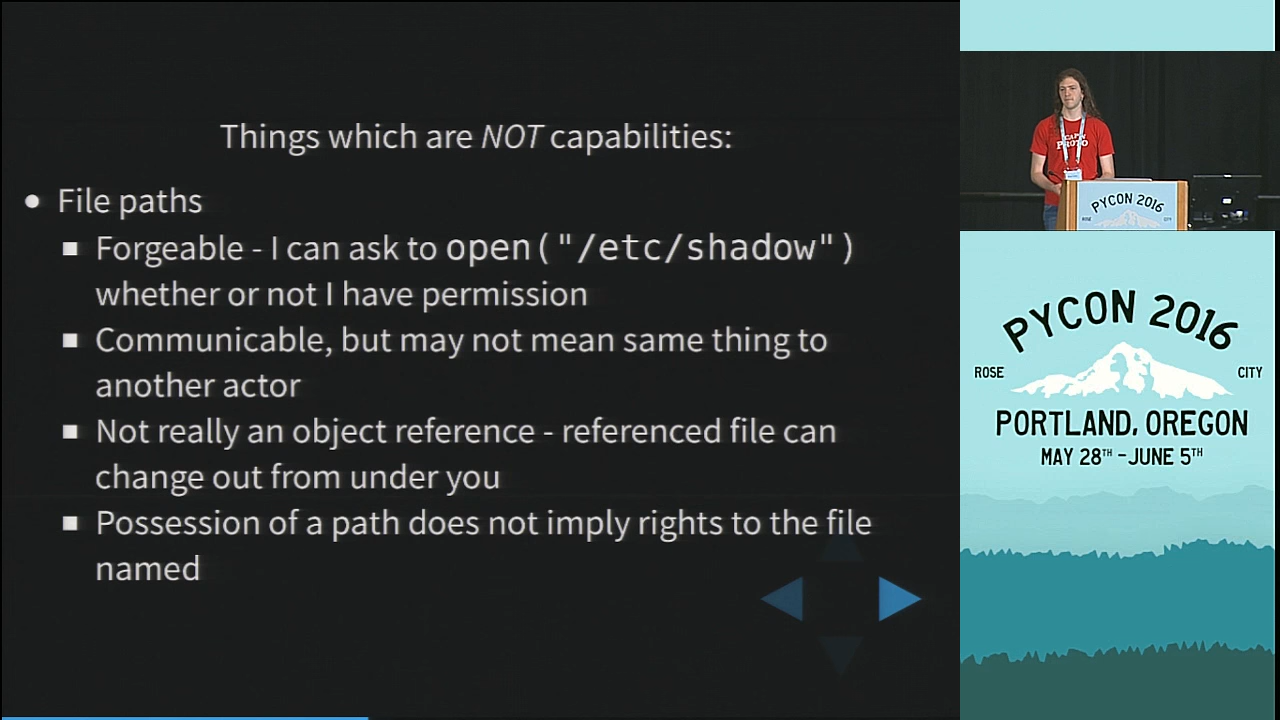 Things which are NOT capabilities:
File paths
Forgeable - I can ask to open("/etc/shadow")
whether or not I have permission
Communicable, but may not mean same thing to
another actor
Not really an object reference - referenced file can
change out from under you
Possession of a path does not imply rights to the file
named
PROTO
PYCON 2016
ROSE
CITY
PYCON 2016
ROSE
CITY
PORTLAND, OREGON
MAY 28TH - JUNE 5TH